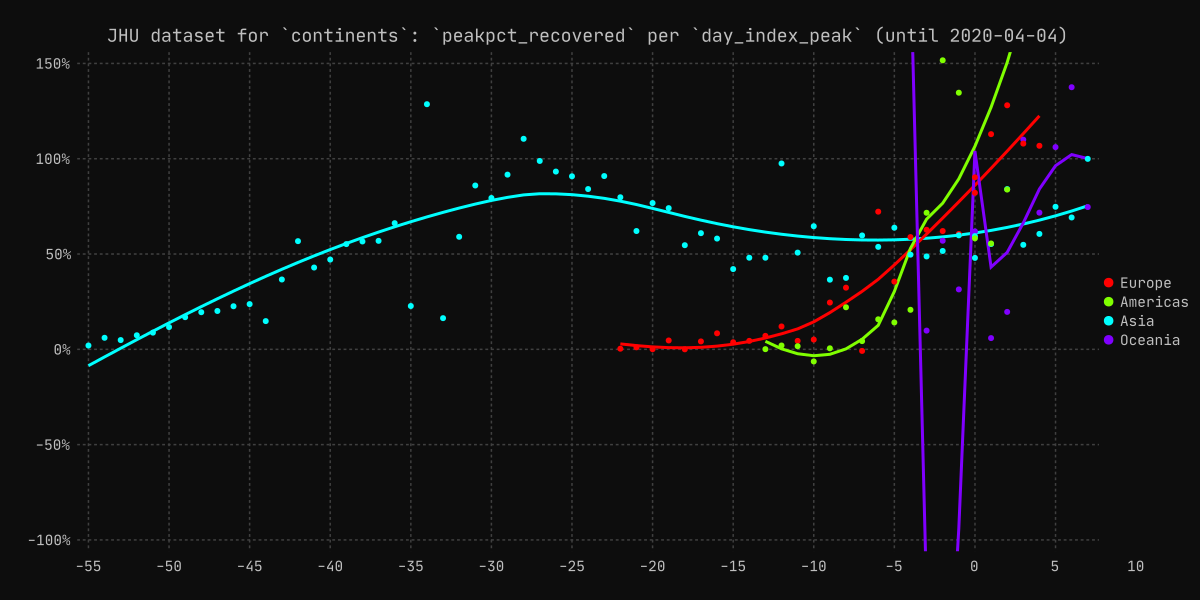 JHU dataset for `continents`: `peakpct_recovered` per `day_index_peak` (until 2020-04-04)
150%
100%
50%
0%
-50%
-100%
-55 -50 -45 -40 -35 -30 -25 -20 -15 -10 -5 0 5 10
Europe
Americas
Asia
Oceania